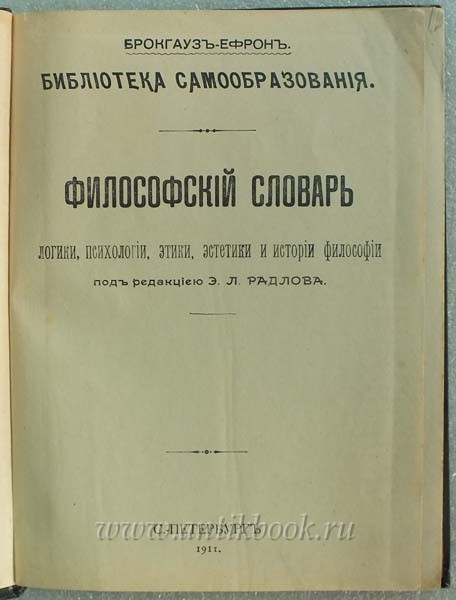 БРОКГАУЗЪ-ЕФРОНЪ.
БИБЛІОТЕКА САМООБРАЗОВАНІЯ.
ФИЛОСОФСКІЙ СЛОВАРЬ
ЛОГИКИ, ПСИХОЛОГІИ, ЭТИКИ, ЭСТЕТИКИ И ИСТОРІИ ФИЛОСОФІИ
ПОДЪ РЕДАКЦІЕЮ Э. Л. РАДЛОВА.
С.-ПЕТЕРБУРГЪ
www.antikbook.ru
1911.